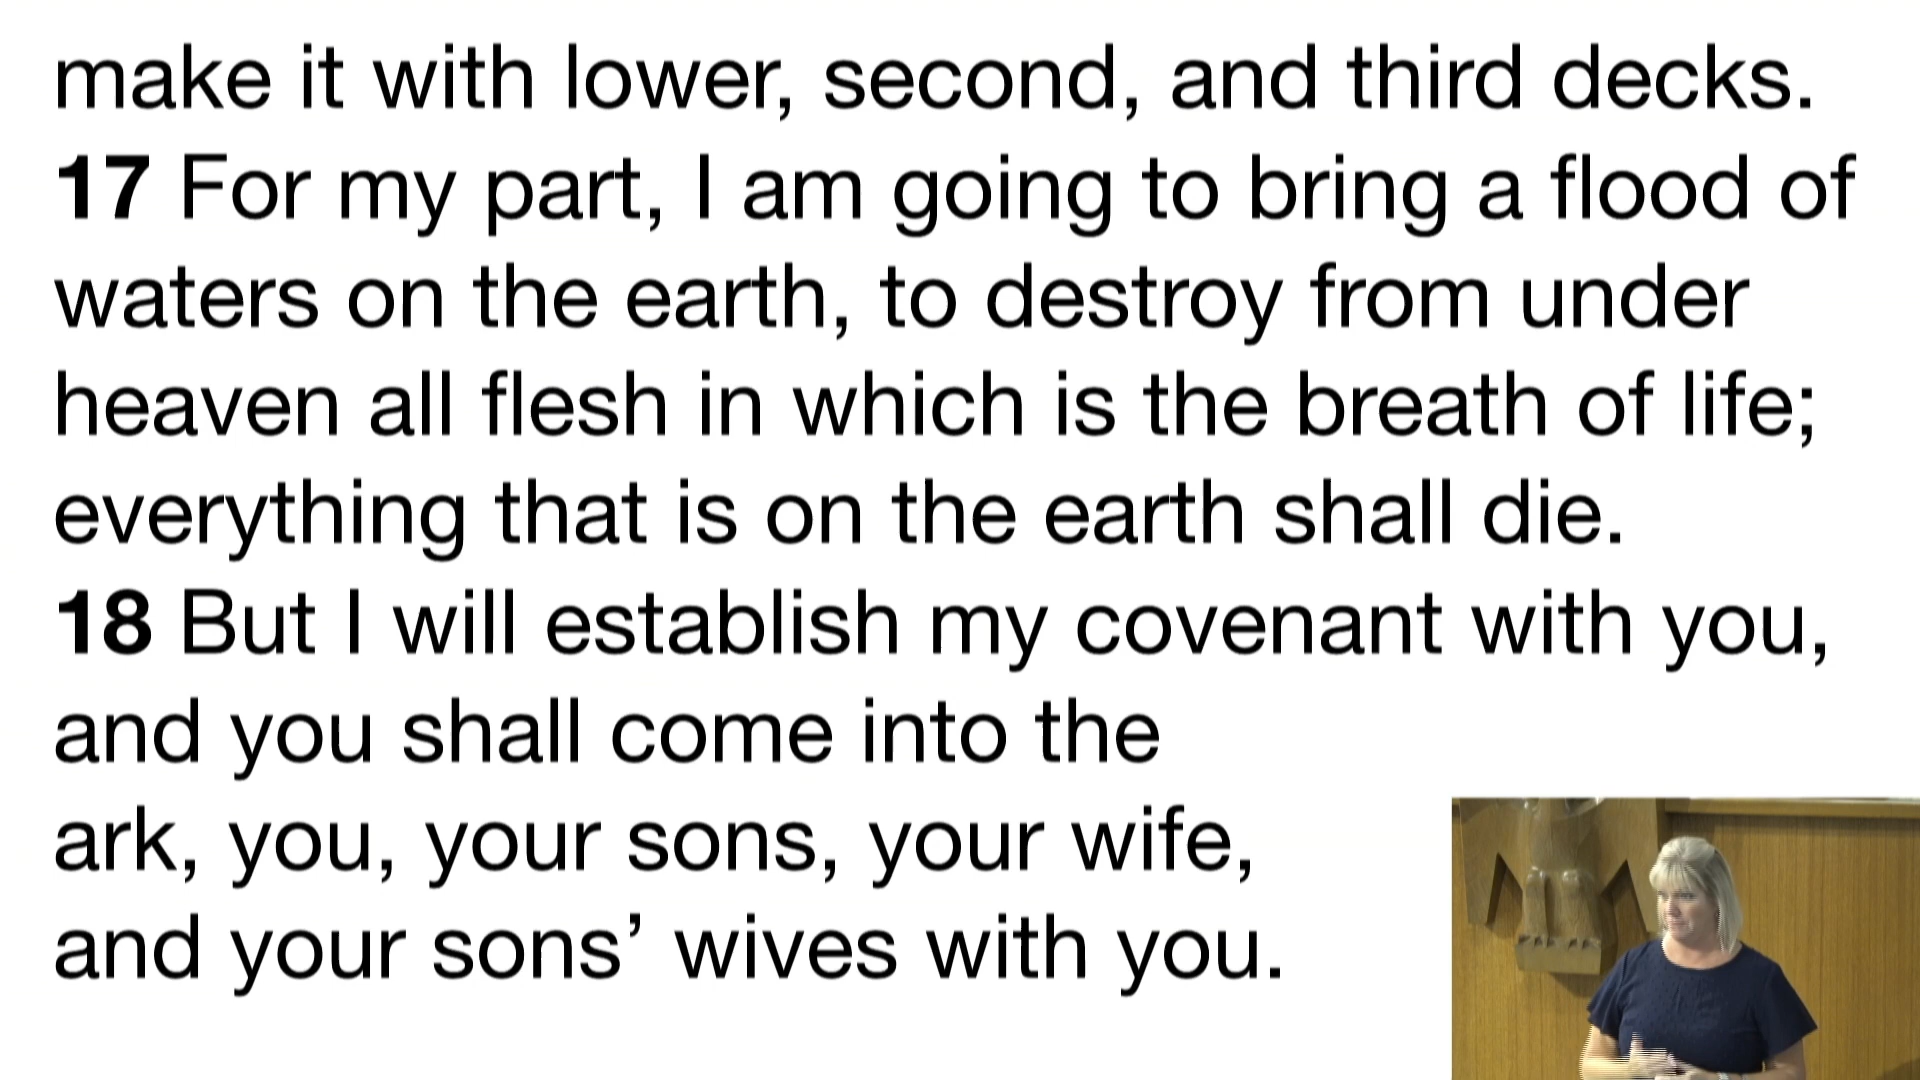 make it with lower, second, and third decks.
17 For my part, I am going to bring a flood of
waters on the earth, to destroy from under
heaven all flesh in which is the breath of life;
everything that is on the earth shall die.
18 But I will establish my covenant with you,
and you shall come into the
ark, you, your sons, your wife,
and your sons’ wives with you.